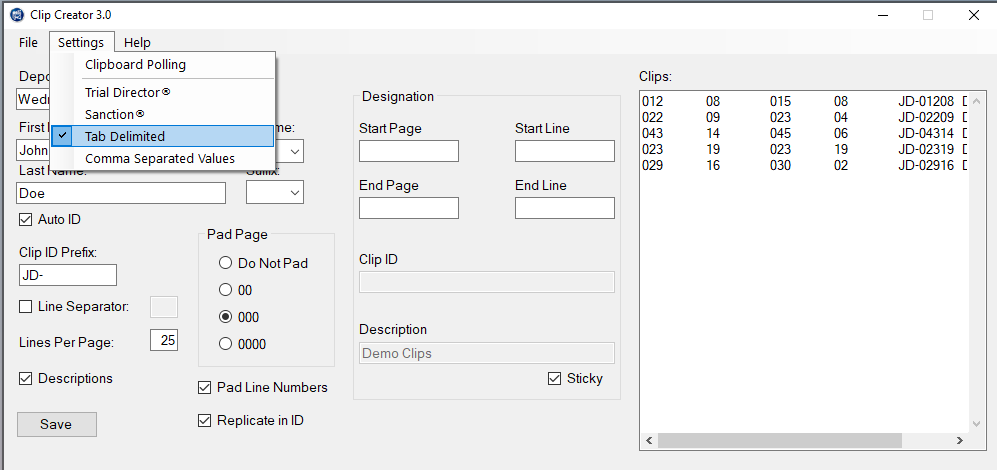 Clip Creator 3.0
File Settings Help
Clipboard Polling
Trial Director®
Sanction®
Tab Delimited
Comma Separated Values
John
Last Name: Suffix:
Doe
Auto ID
Clip ID Prefix:
JD-
Line Separator:
Lines Per Page: 25
Descriptions
Save
Pad Page
Do Not Pad
00
000
0000
Pad Line Numbers
Replicate in ID
Designation
Start Page Start Line
End Page End Line
Clip ID
Description
Demo Clips
Sticky
Clips:
012 08 015 08 JD-01208 D
022 09 023 04 JD-02209 D
043 14 045 06 JD-04314 D
023 19 023 19 JD-02319 D
029 16 030 02 JD-02916 D